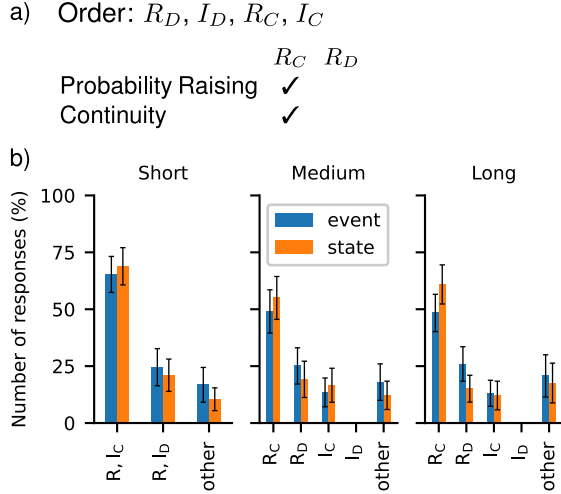 a)
Order: R_D, I_D, R_C, I_C
R_C R_D
Probability Raising ✓
Continuity ✓
b)
Short Medium Long
Number of responses (%)
100
75
50
25
0
event
state
R, I_C R, I_D other
R_C R_D I_C I_D other
R_C R_D I_C I_D other